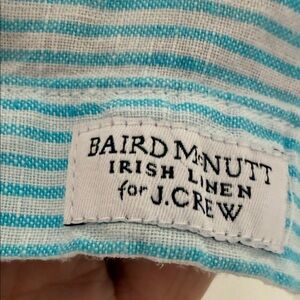 BAIRD McNUTT
IRISH LINEN
for J.CREW